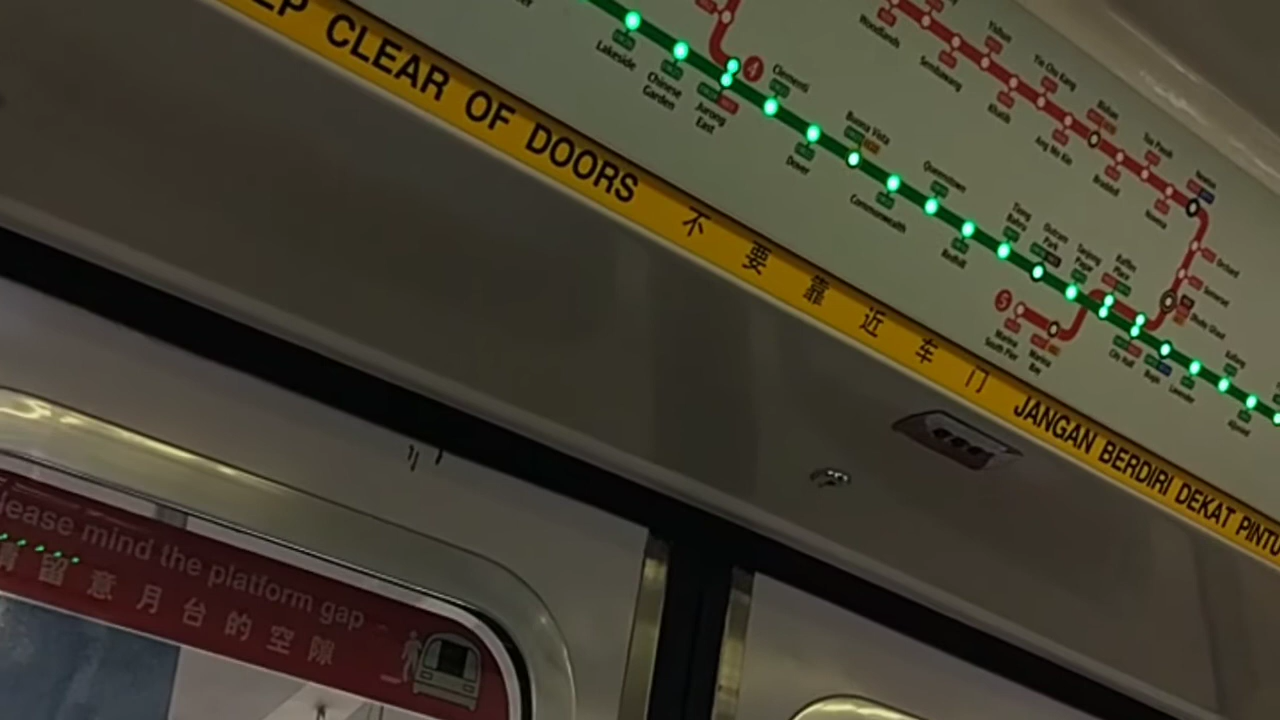 Woodlands
Sembawang
Yishun
Khatib
Yio Chu Kang
Ang Mo Kio
Bishan
Braddell
Toa Payoh
Novena
Newton
Orchard
Somerset
Dhoby Ghaut
Lakeside
Chinese
Garden
Jurong
East
4
Clementi
Dover
Buona Vista
Commonwealth
Queenstown
Redhill
Tiong
Bahru
Outram
Park
Tanjong
Pagar
Raffles
Place
5
Marina
South Pier
Marina
Bay
City Hall
Bugis
Lavender
Kallang
Aljunied
EP CLEAR OF DOORS 不要靠近车门 JANGAN BERDIRI DEKAT PINTU
lease mind the platform gap
请留意月台的空隙